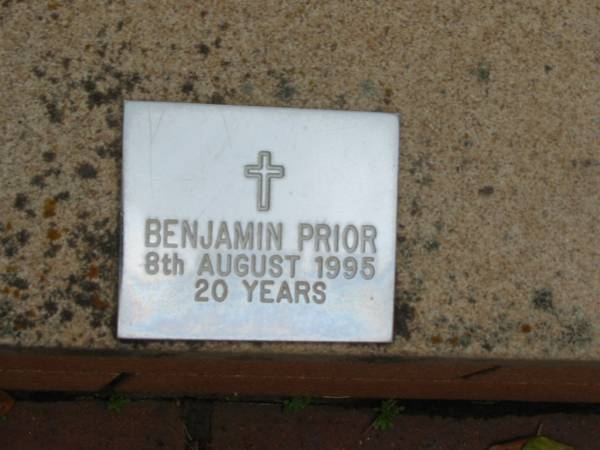 BENJAMIN PRIOR
8th AUGUST 1995
20 YEARS